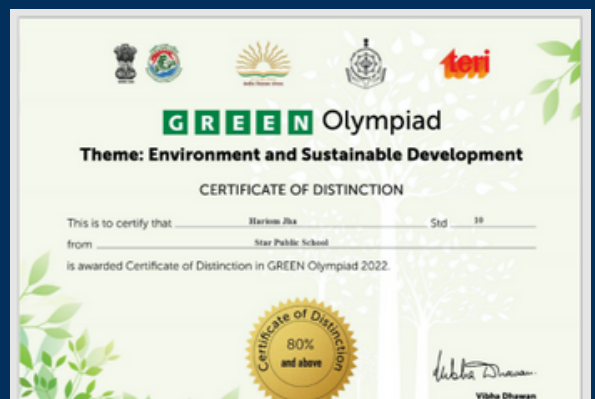 teri
GREEN Olympiad
Theme: Environment and Sustainable Development
CERTIFICATE OF DISTINCTION
This is to certify that Hariom Jha Std 10
from Star Public School
is awarded Certificate of Distinction in GREEN Olympiad 2022.
Certificate of Distinction
80%
and above
Vibha Dhawan
Vibha Dhawan